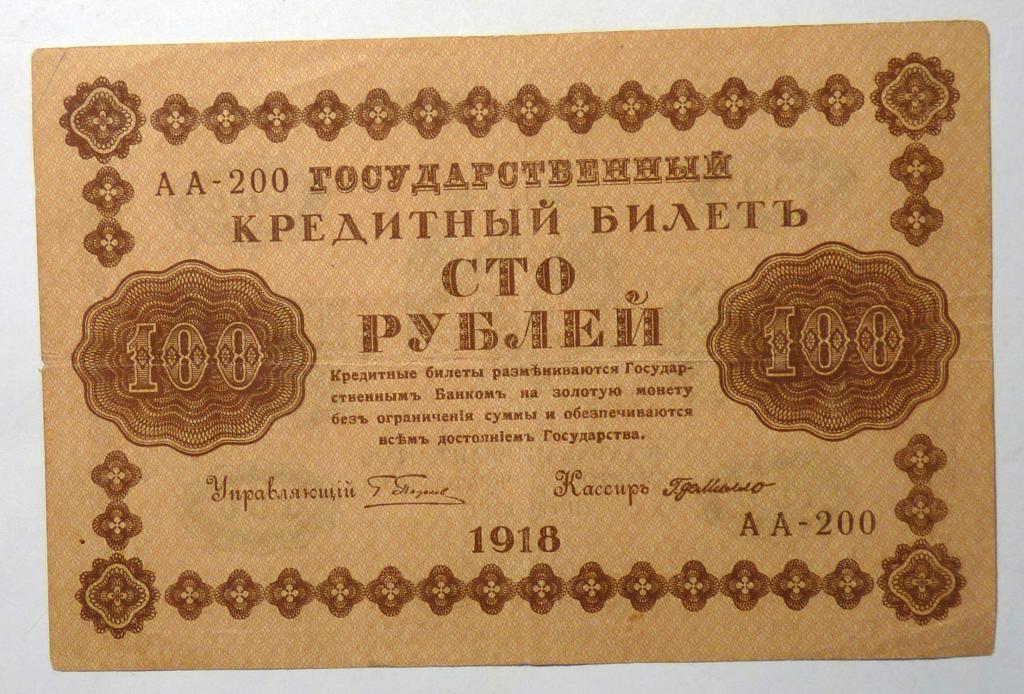 АА-200 ГОСУДАРСТВЕННЫЙ
КРЕДИТНЫЙ БИЛЕТЪ
СТО
РУБЛЕЙ
100
100
Кредитные билеты размѣниваются Государ-
ственнымъ Банкомъ на золотую монету
безъ ограниченія суммы и обезпечиваются
всѣмъ достояніемъ Государства.
Управляющій
Кассиръ
АА-200
1918